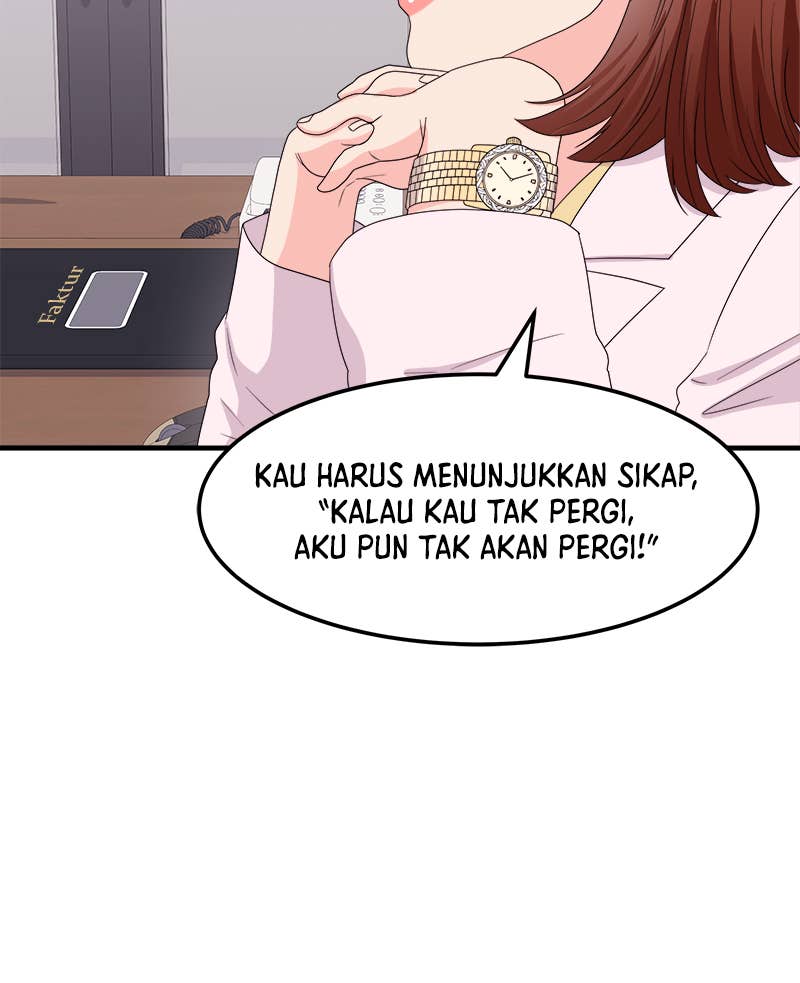 Faktur
KAU HARUS MENUNJUKKAN SIKAP,
"KALAU KAU TAK PERGI,
AKU PUN TAK AKAN PERGI!"